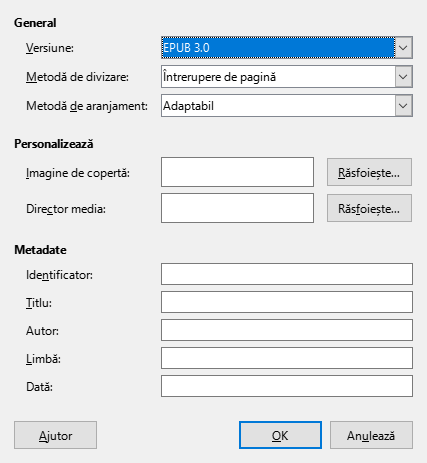 General
Versiune: EPUB 3.0
Metodă de divizare: Întrerupere de pagină
Metodă de aranjament: Adaptabil
Personalizează
Imagine de copertă: Răsfoiește...
Director media: Răsfoiește...
Metadate
Identificator:
Titlu:
Autor:
Limbă:
Dată:
Ajutor OK Anulează